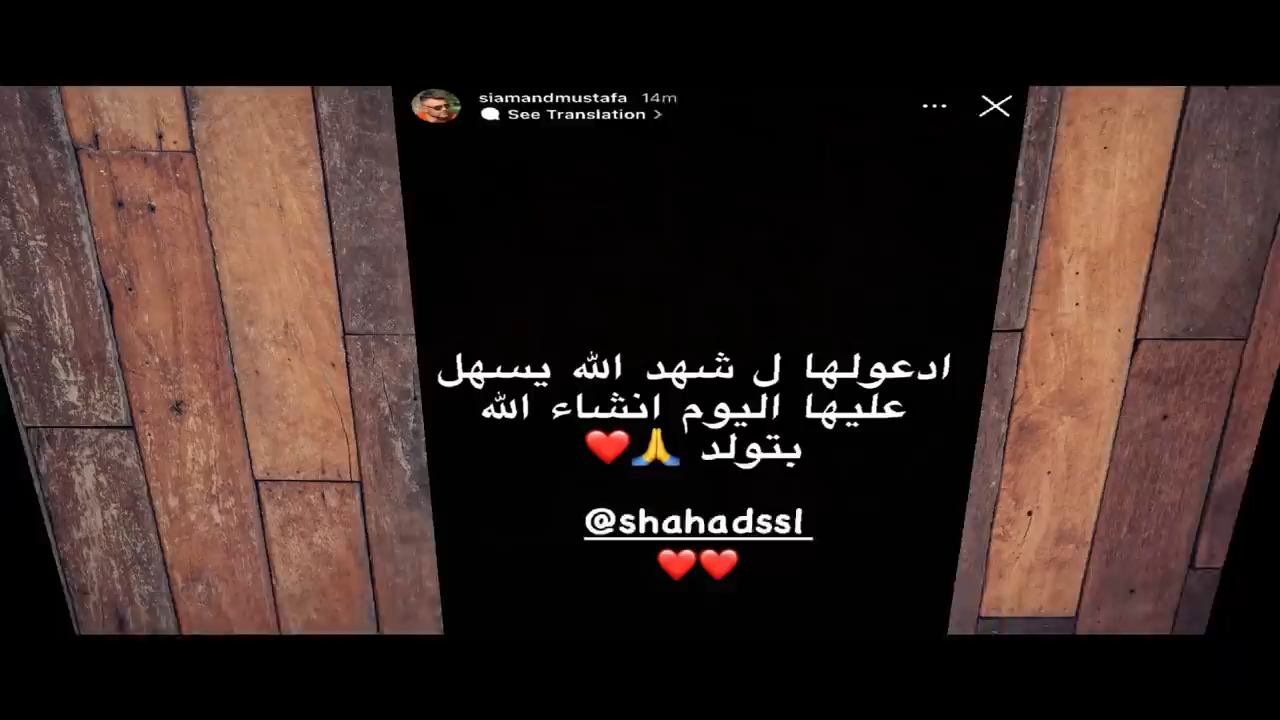 siamandmustafa 14m
See Translation >
ادعولها ل شهد الله يسهل
عليها اليوم انشاء الله
بتولد 🙏❤️
@shahadssl
❤️❤️